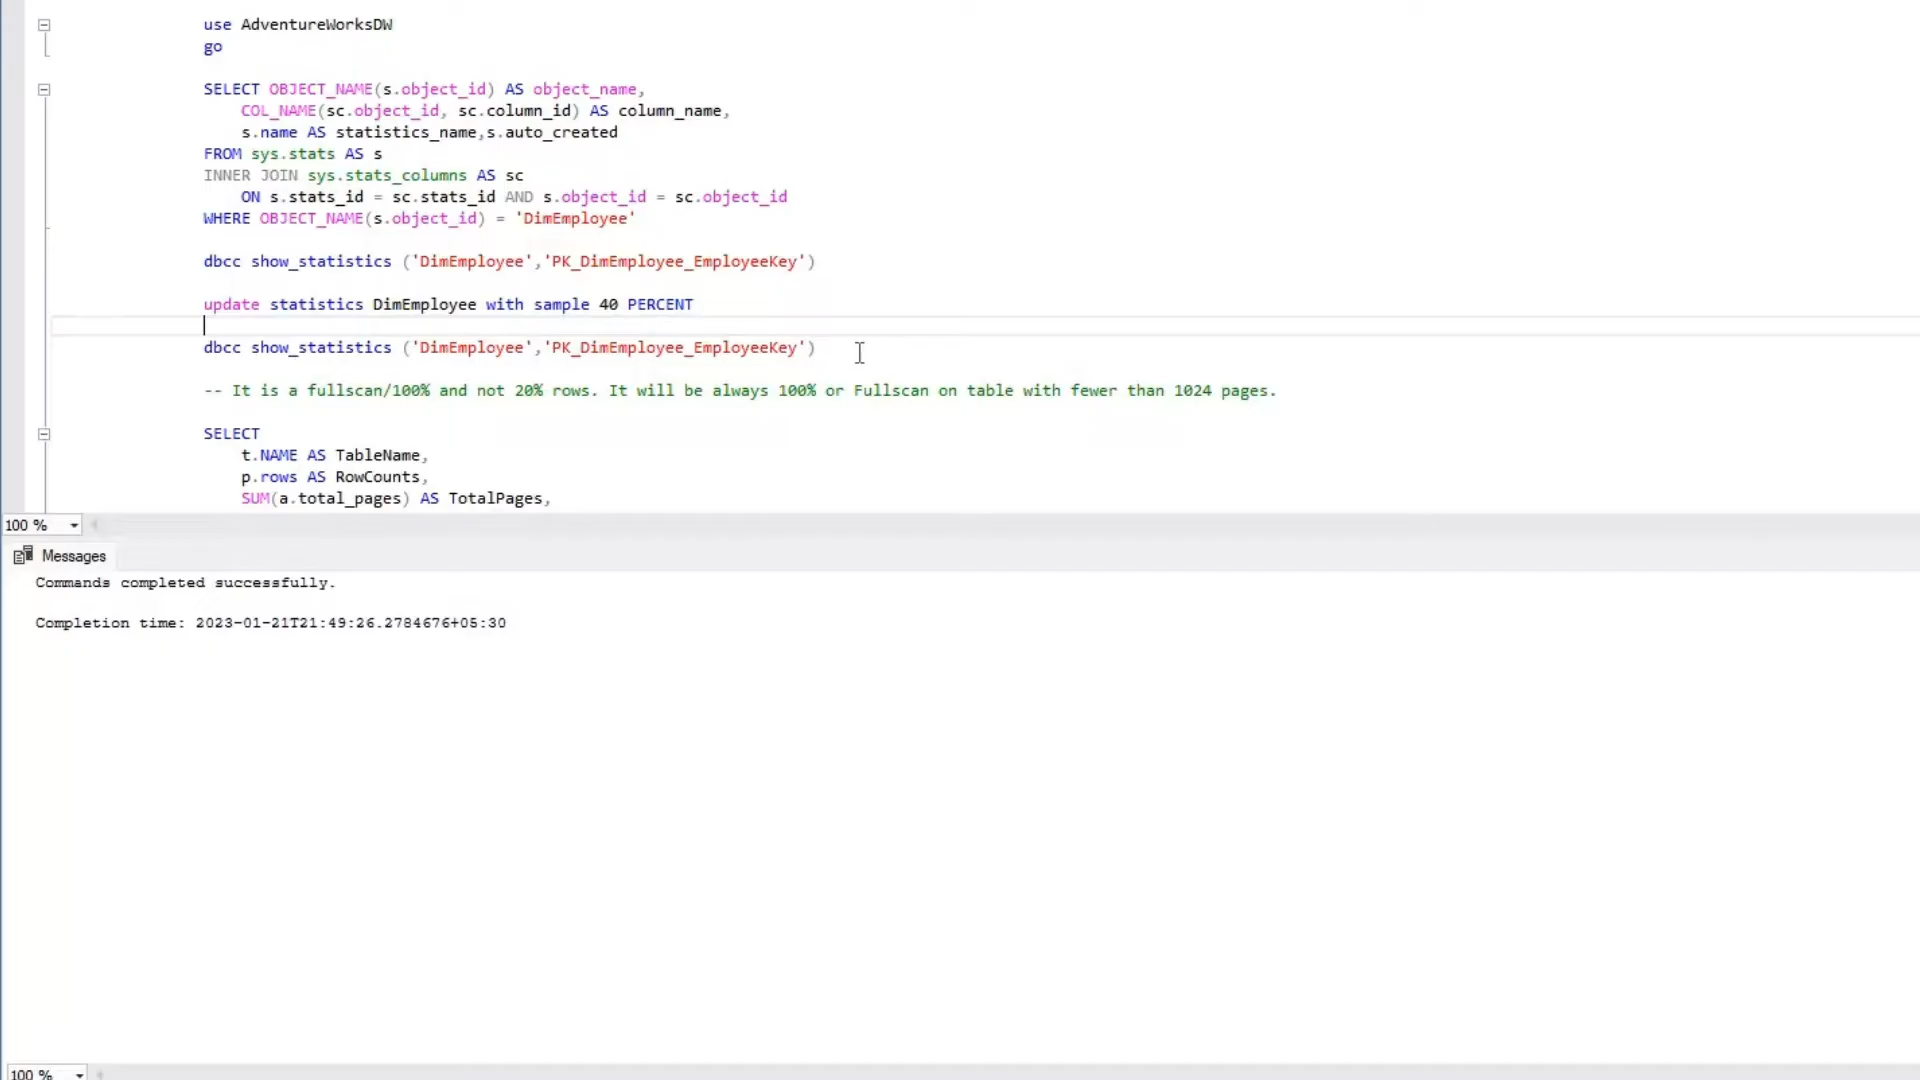 use AdventureWorksDW
go
SELECT OBJECT_NAME(s.object_id) AS object_name,
COL_NAME(sc.object_id, sc.column_id) AS column_name,
s.name AS statistics_name,s.auto_created
FROM sys.stats AS s
INNER JOIN sys.stats_columns AS sc
ON s.stats_id = sc.stats_id AND s.object_id = sc.object_id
WHERE OBJECT_NAME(s.object_id) = 'DimEmployee'
dbcc show_statistics ('DimEmployee','PK_DimEmployee_EmployeeKey')
update statistics DimEmployee with sample 40 PERCENT
dbcc show_statistics ('DimEmployee','PK_DimEmployee_EmployeeKey')
-- It is a fullscan/100% and not 20% rows. It will be always 100% or Fullscan on table with fewer than 1024 pages.
SELECT
t.NAME AS TableName,
p.rows AS RowCounts,
SUM(a.total_pages) AS TotalPages,
100 %
Messages
Commands completed successfully.
Completion time: 2023-01-21T21:49:26.2784676+05:30
100 %